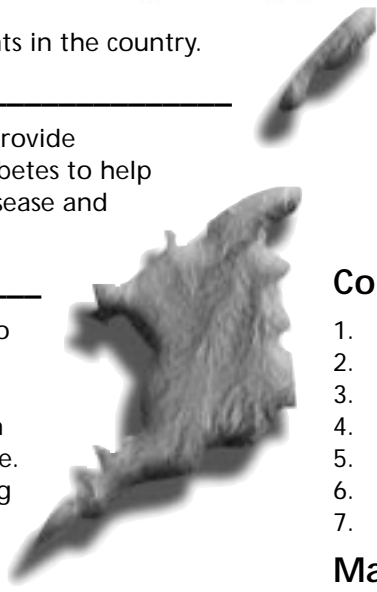 nts in the country.
rovide
betes to help
sease and
o
n
e.
g
Co
1.
2.
3.
4.
5.
6.
7.
Ma